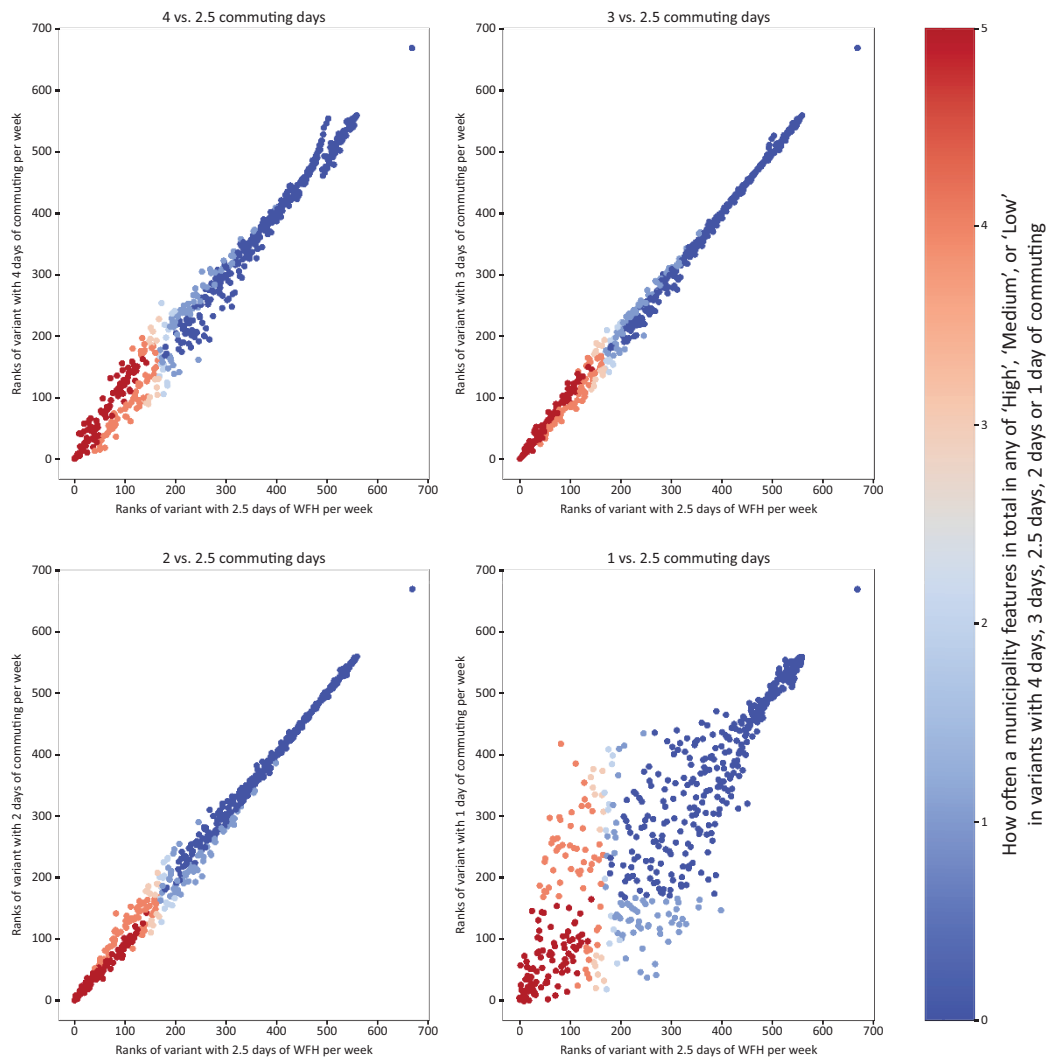 4 vs. 2.5 commuting days
Ranks of variant with 4 days of commuting per week
700
600
500
400
300
200
100
0
0 100 200 300 400 500 600 700
Ranks of variant with 2.5 days of WFH per week
3 vs. 2.5 commuting days
Ranks of variant with 3 days of commuting per week
700
600
500
400
300
200
100
0
0 100 200 300 400 500 600 700
Ranks of variant with 2.5 days of WFH per week
2 vs. 2.5 commuting days
Ranks of variant with 2 days of commuting per week
700
600
500
400
300
200
100
0
0 100 200 300 400 500 600 700
Ranks of variant with 2.5 days of WFH per week
1 vs. 2.5 commuting days
Ranks of variant with 1 day of commuting per week
700
600
500
400
300
200
100
0
0 100 200 300 400 500 600 700
Ranks of variant with 2.5 days of WFH per week
5
4
3
2
1
0
How often a municipality features in total in any of ‘High’, ‘Medium’, or ‘Low’
in variants with 4 days, 3 days, 2.5 days, 2 days or 1 day of commuting